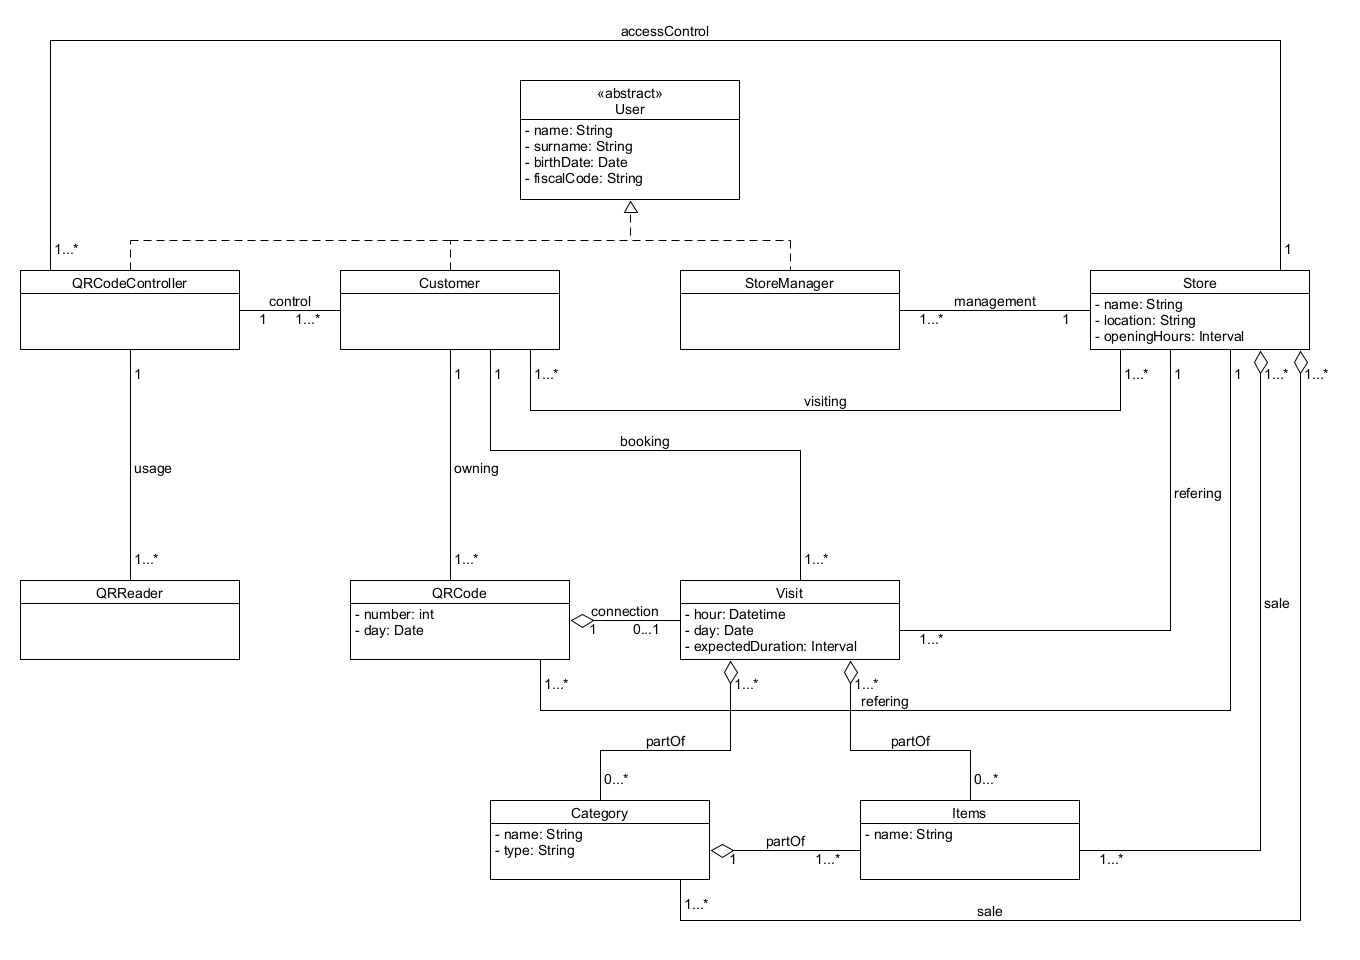 accessControl
«abstract»
User
- name: String
- surname: String
- birthDate: Date
- fiscalCode: String
1...*
1
QRCodeController
Customer
StoreManager
Store
- name: String
- location: String
- openingHours: Interval
control
1
1...*
management
1...*
1
1
1
1
1...*
1...*
1
1
1...*
1...*
visiting
booking
usage
owning
refering
1...*
1...*
1...*
QRReader
QRCode
- number: int
- day: Date
connection
1
0...1
Visit
- hour: Datetime
- day: Date
- expectedDuration: Interval
1...*
sale
1...*
1...*
1...*
refering
partOf
partOf
0...*
0...*
Category
- name: String
- type: String
partOf
1
1...*
Items
- name: String
1...*
1...*
sale